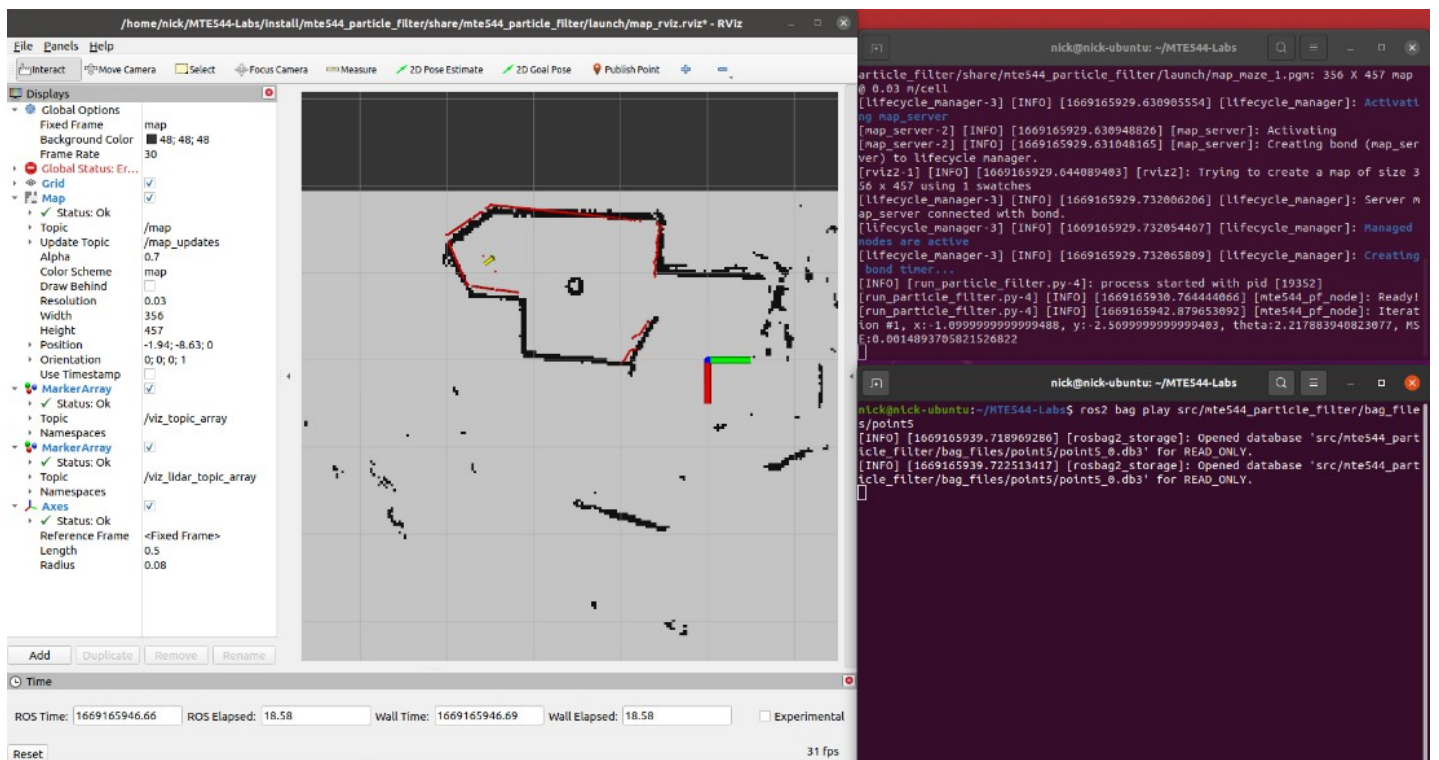 /home/nick/MTE544-Labs/install/mte544_particle_filter/share/mte544_particle_filter/launch/map_rviz.rviz* - RViz
File Panels Help
Interact Move Camera Select Focus Camera Measure 2D Pose Estimate 2D Goal Pose Publish Point
Displays
Global Options
Fixed Frame map
Background Color 48; 48; 48
Frame Rate 30
Global Status: Er...
Grid
Map
Status: Ok
Topic /map
Update Topic /map_updates
Alpha 0.7
Color Scheme map
Draw Behind
Resolution 0.03
Width 356
Height 457
Position -1.94; -8.63; 0
Orientation 0; 0; 0; 1
Use Timestamp
MarkerArray
Status: Ok
Topic /viz_topic_array
Namespaces
MarkerArray
Status: Ok
Topic /viz_lidar_topic_array
Namespaces
Axes
Status: Ok
Reference Frame <Fixed Frame>
Length 0.5
Radius 0.08
Add Duplicate Remove Rename
Time
ROS Time: 1669165946.66 ROS Elapsed: 18.58 Wall Time: 1669165946.69 Wall Elapsed: 18.58 Experimental
Reset 31 fps
nick@nick-ubuntu: ~/MTE544-Labs
article_filter/share/mte544_particle_filter/launch/map_maze_1.pgm: 356 X 457 map
@ 0.03 m/cell
[lifecycle_manager-3] [INFO] [1669165929.630905554] [lifecycle_manager]: Activati
ng map_server
[map_server-2] [INFO] [1669165929.630948826] [map_server]: Activating
[map_server-2] [INFO] [1669165929.631048165] [map_server]: Creating bond (map_ser
ver) to lifecycle manager.
[rviz2-1] [INFO] [1669165929.644089403] [rviz2]: Trying to create a map of size 3
56 x 457 using 1 swatches
[lifecycle_manager-3] [INFO] [1669165929.732006206] [lifecycle_manager]: Server m
ap_server connected with bond.
[lifecycle_manager-3] [INFO] [1669165929.732054467] [lifecycle_manager]: Managed
nodes are active
[lifecycle_manager-3] [INFO] [1669165929.732065809] [lifecycle_manager]: Creating
bond timer...
[INFO] [run_particle_filter.py-4]: process started with pid [19352]
[run_particle_filter.py-4] [INFO] [1669165930.764444066] [mte544_pf_node]: Ready!
[run_particle_filter.py-4] [INFO] [1669165942.879653092] [mte544_pf_node]: Iterat
ion #1, x:-1.0999999999999488, y:-2.5699999999999403, theta:2.217883940823077, MS
E:0.0014893705821526822
nick@nick-ubuntu: ~/MTE544-Labs
nick@nick-ubuntu:~/MTE544-Labs$ ros2 bag play src/mte544_particle_filter/bag_file
s/point5
[INFO] [1669165939.718969286] [rosbag2_storage]: Opened database 'src/mte544_part
icle_filter/bag_files/point5/point5_0.db3' for READ_ONLY.
[INFO] [1669165939.722513417] [rosbag2_storage]: Opened database 'src/mte544_part
icle_filter/bag_files/point5/point5_0.db3' for READ_ONLY.